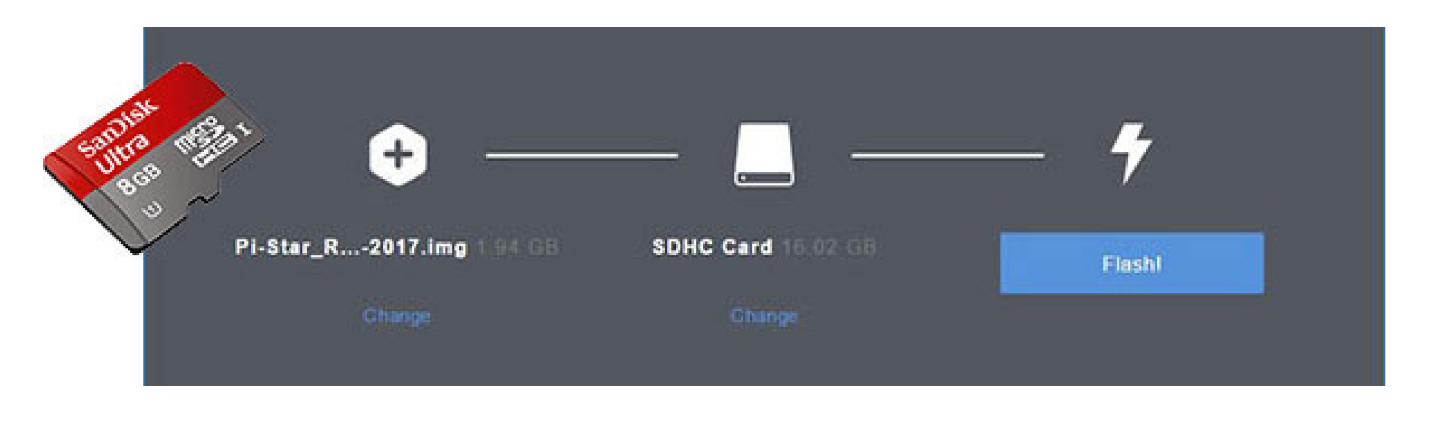 SanDisk
Ultra
8GB
micro
SD
HC I
Pi-Star_R...-2017.img 1.94 GB
SDHC Card 16.02 GB
Flash!
Change
Change